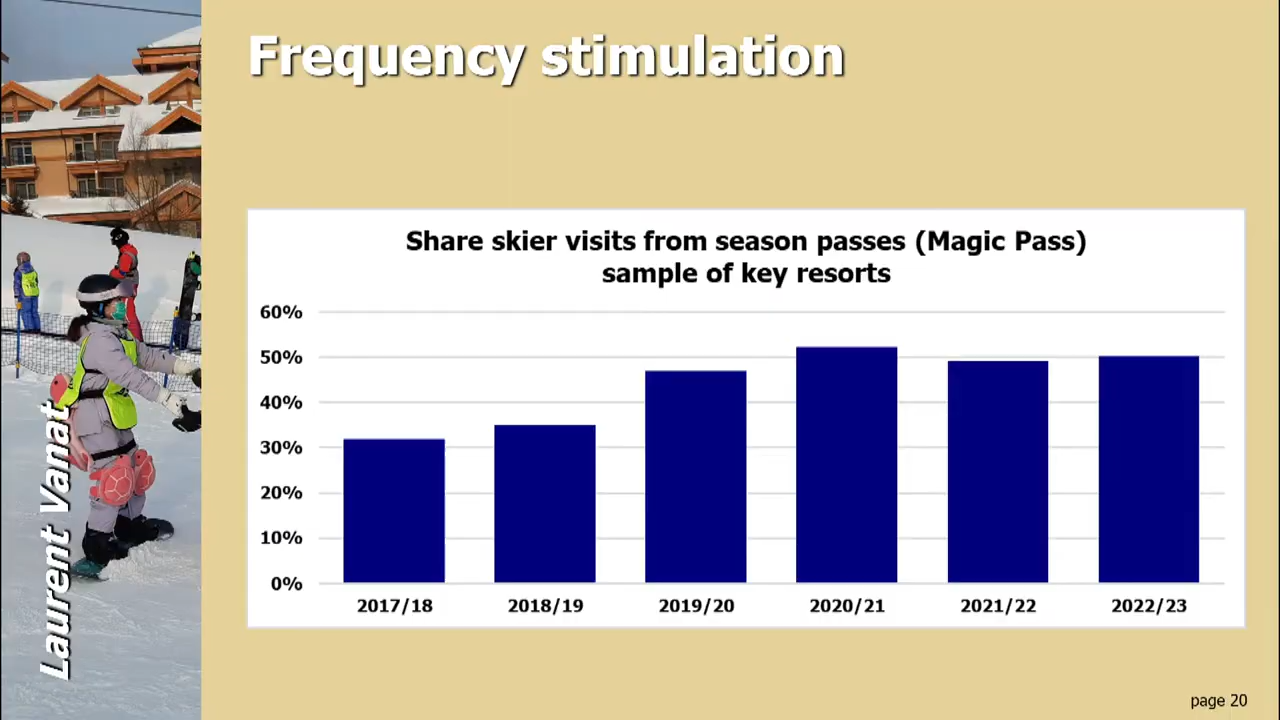 Frequency stimulation
Share skier visits from season passes (Magic Pass)
sample of key resorts
60%
50%
40%
30%
20%
10%
0%
2017/18 2018/19 2019/20 2020/21 2021/22 2022/23
Laurent Vanat
page 20